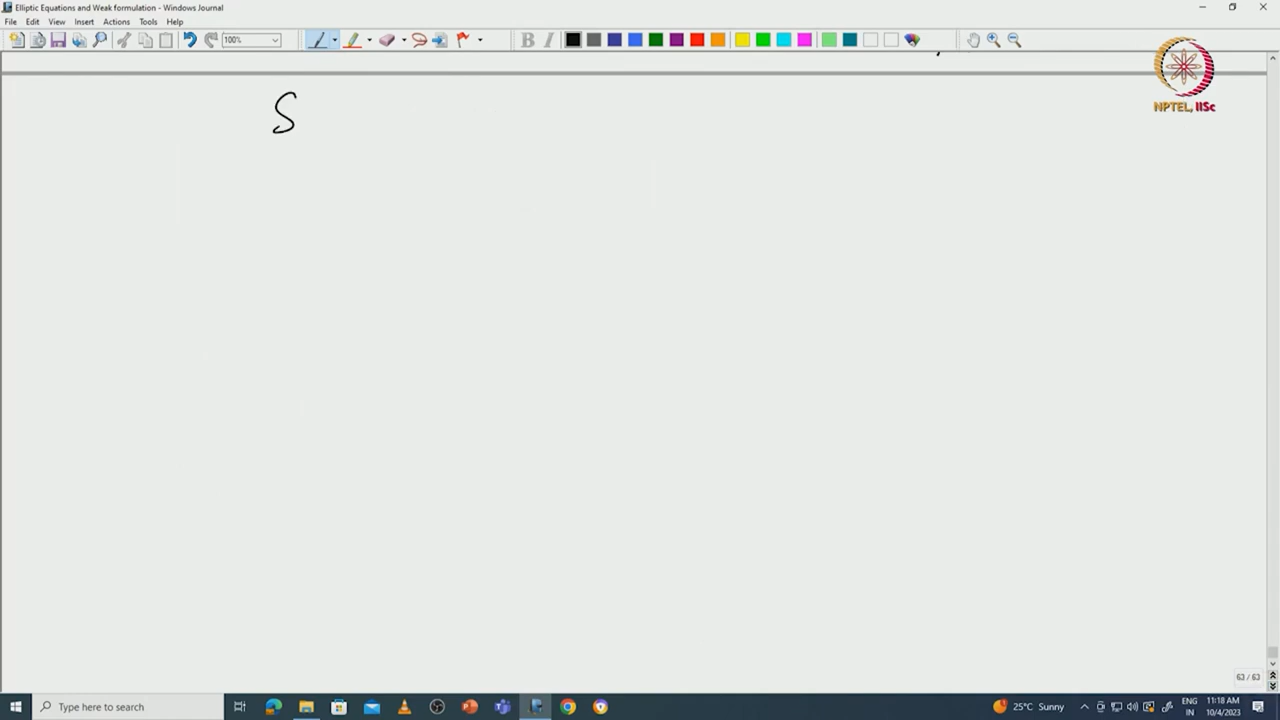 Elliptic Equations and Weak formulation - Windows Journal
File Edit View Insert Actions Tools Help
100%
B I
NPTEL, IISc
S
63 / 63
Type here to search
25°C Sunny
ENG
IN
11:18 AM
10/4/2023